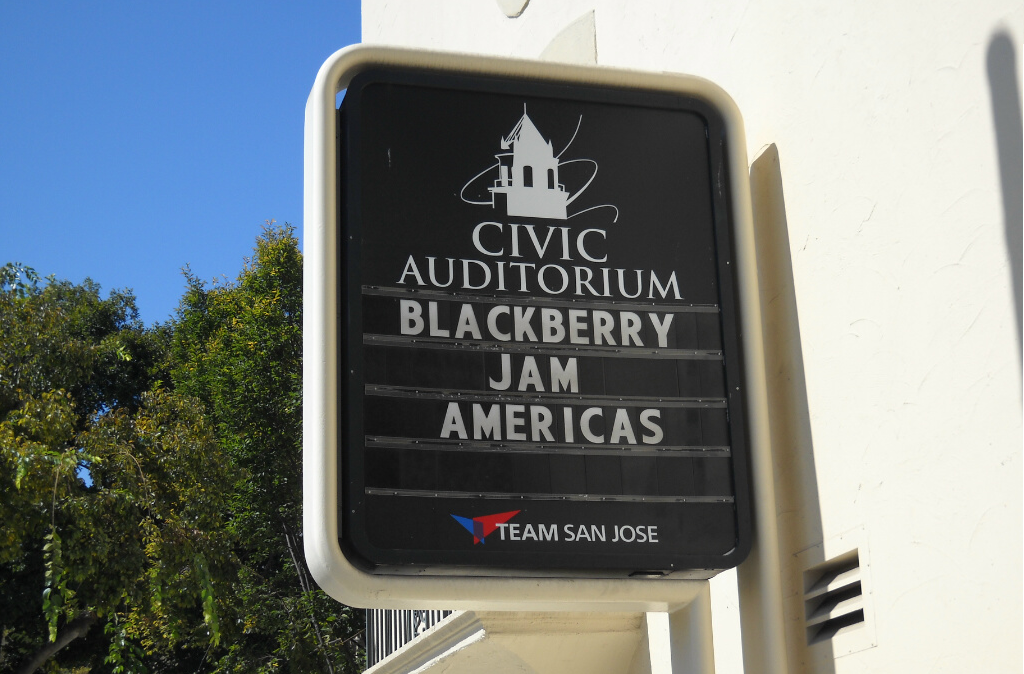 CIVIC
AUDITORIUM
BLACKBERRY
JAM
AMERICAS
TEAM SAN JOSE